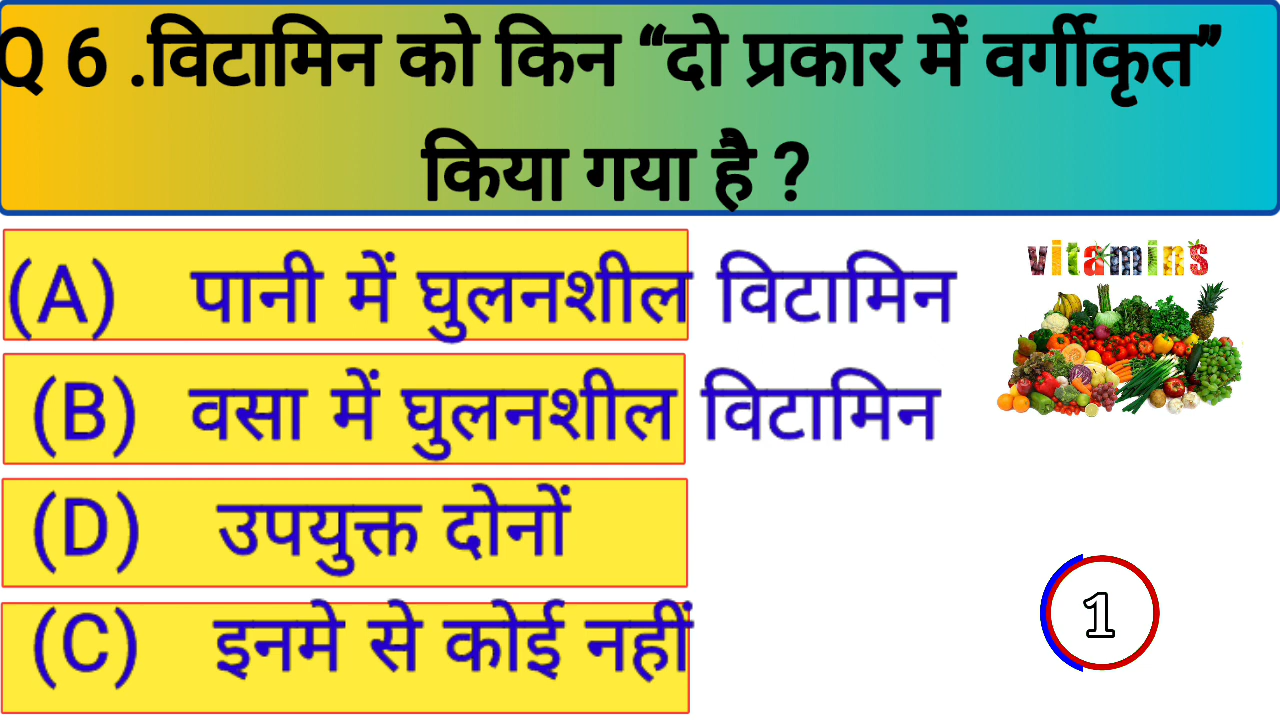 Q 6 .विटामिन को किन “दो प्रकार में वर्गीकृत”
किया गया है ?
vitamins
(A) पानी में घुलनशील विटामिन
(B) वसा में घुलनशील विटामिन
(D) उपयुक्त दोनों
(C) इनमे से कोई नहीं
1